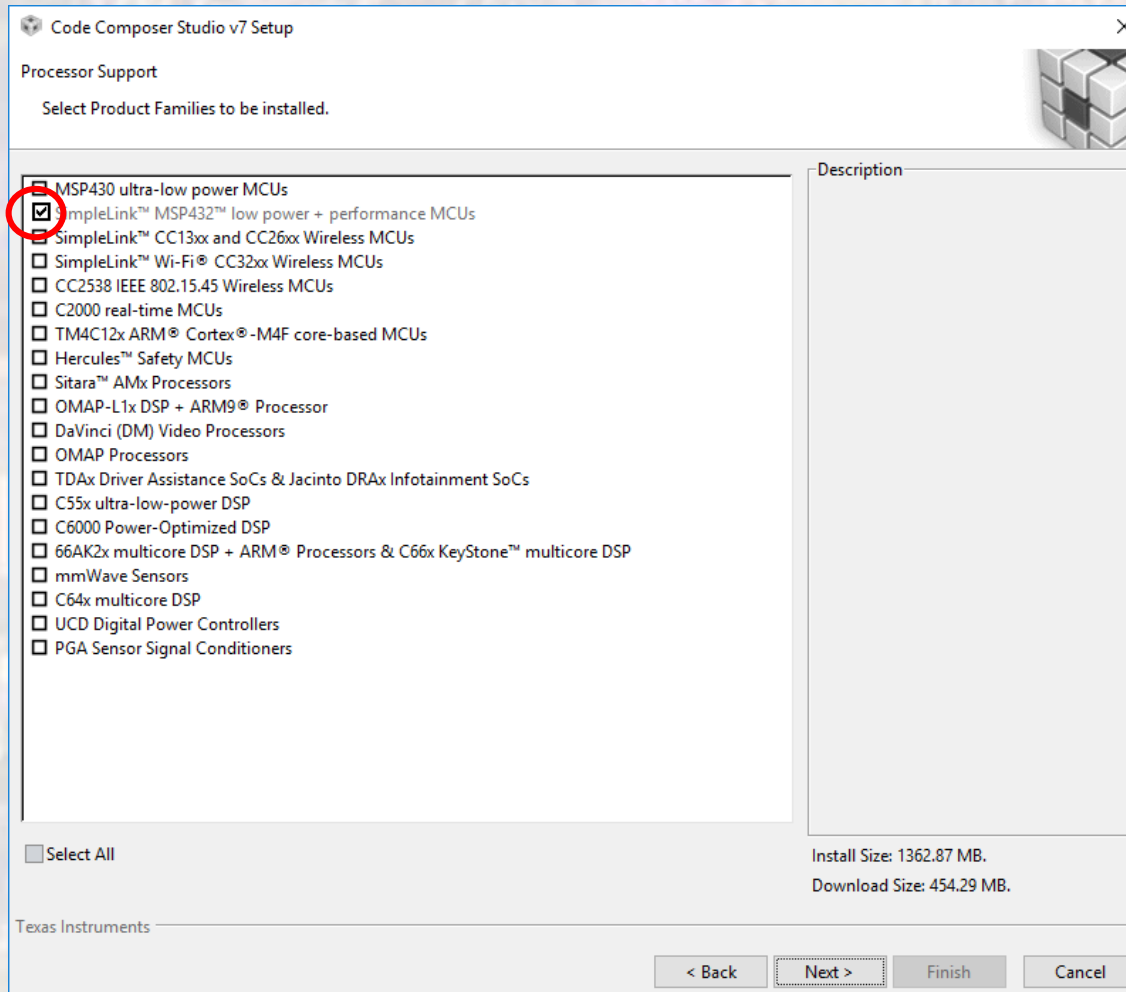 Code Composer Studio v7 Setup
Processor Support
Select Product Families to be installed.
MSP430 ultra-low power MCUs
SimpleLink™ MSP432™ low power + performance MCUs
SimpleLink™ CC13xx and CC26xx Wireless MCUs
SimpleLink™ Wi-Fi® CC32xx Wireless MCUs
CC2538 IEEE 802.15.45 Wireless MCUs
C2000 real-time MCUs
TM4C12x ARM® Cortex®-M4F core-based MCUs
Hercules™ Safety MCUs
Sitara™ AMx Processors
OMAP-L1x DSP + ARM9® Processor
DaVinci (DM) Video Processors
OMAP Processors
TDAx Driver Assistance SoCs & Jacinto DRAx Infotainment SoCs
C55x ultra-low-power DSP
C6000 Power-Optimized DSP
66AK2x multicore DSP + ARM® Processors & C66x KeyStone™ multicore DSP
mmWave Sensors
C64x multicore DSP
UCD Digital Power Controllers
PGA Sensor Signal Conditioners
Select All
Description
Install Size: 1362.87 MB.
Download Size: 454.29 MB.
Texas Instruments
< Back
Next >
Finish
Cancel